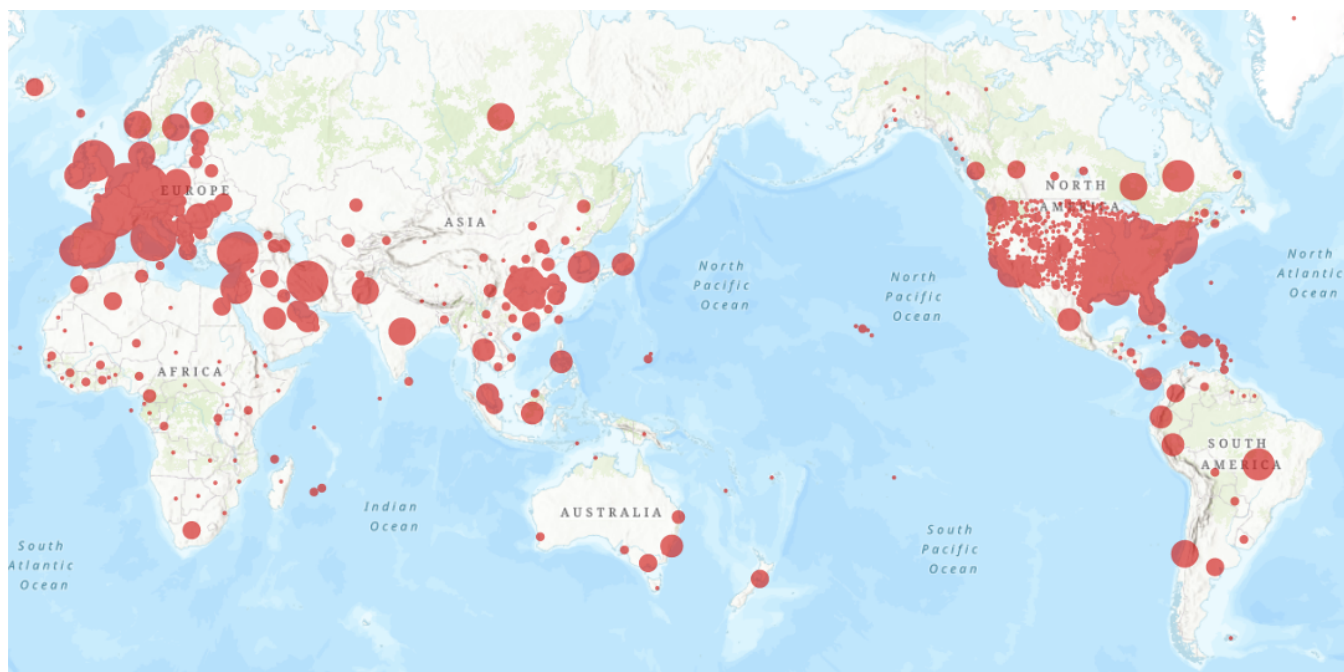 EUROPE
ASIA
NORTH
AMERICA
North
Pacific
Ocean
North
Pacific
Ocean
North
Atlantic
Ocean
AFRICA
SOUTH
AMERICA
Indian
Ocean
AUSTRALIA
South
Atlantic
Ocean
South
Pacific
Ocean